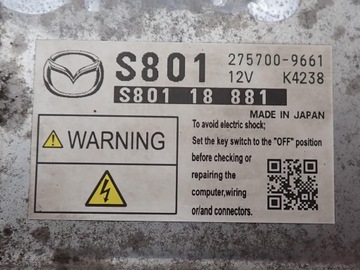 S801 275700-9661
12V K4238
S801 18 881
MADE IN JAPAN
WARNING
To avoid electric shock;
Set the key switch to the "OFF" position
before checking or
repairing the
computer,wiring
or/and connectors.